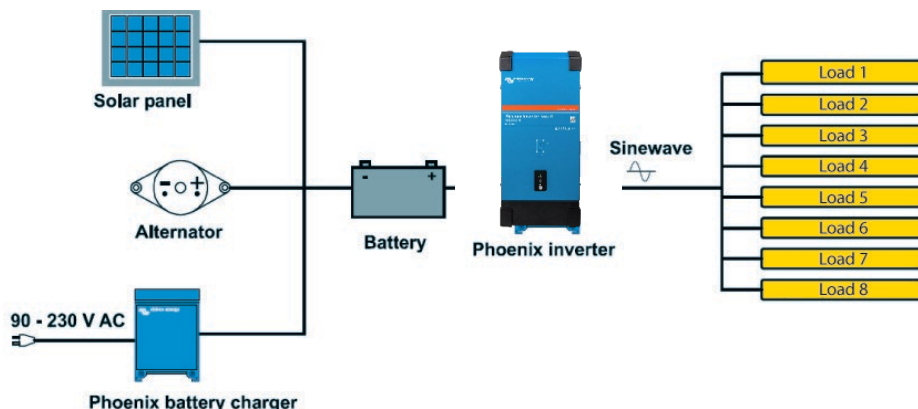 Solar panel
Alternator
90 - 230 V AC
Phoenix battery charger
Battery
Phoenix inverter
Sinewave
Load 1
Load 2
Load 3
Load 4
Load 5
Load 6
Load 7
Load 8